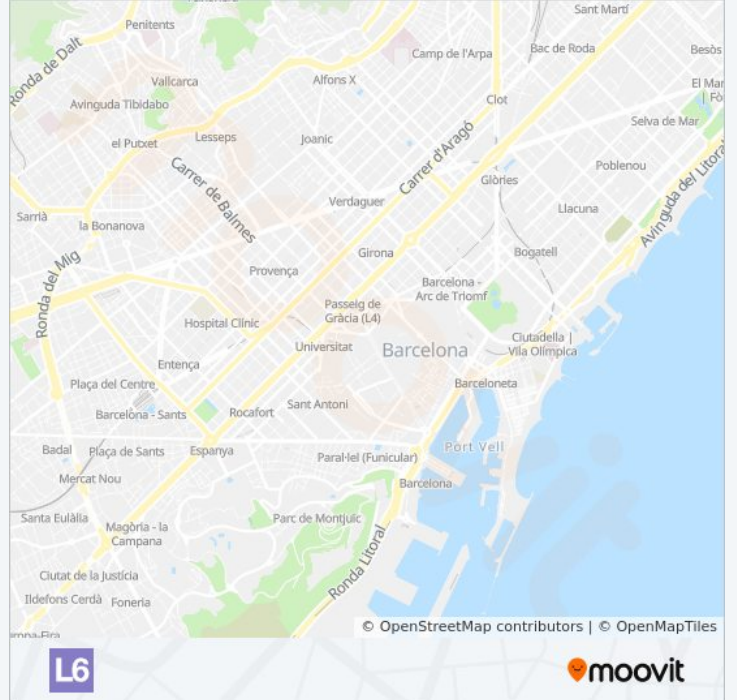 Sant Martí
Penitents
Ronda de Dalt
Camp de l'Arpa
Bac de Roda
Besòs
Vallcarca
Alfons X
El Mar
| Fò
Avinguda Tibidabo
Clot
Selva de Mar
el Putxet
Lesseps
Joanic
Carrer d'Aragó
Poblenou
Carrer de Balmes
Glòries
Avinguda del Litoral
Sarrià
la Bonanova
Verdaguer
Llacuna
Ronda del Mig
Girona
Bogatell
Provença
Barcelona -
Arc de Triomf
Passeig de
Gràcia (L4)
Hospital Clínic
Universitat
Barcelona
Ciutadella |
Vila Olímpica
Entença
Plaça del Centre
Barceloneta
Barcelona - Sants
Rocafort
Sant Antoni
Badal
Plaça de Sants
Espanya
Paral·lel (Funicular)
Port Vell
Mercat Nou
Barcelona
Santa Eulàlia
Magòria - la
Campana
Parc de Montjuïc
Ronda Litoral
Ciutat de la Justícia
Ildefons Cerdà
Foneria
© OpenStreetMap contributors | © OpenMapTiles
L6
moovit